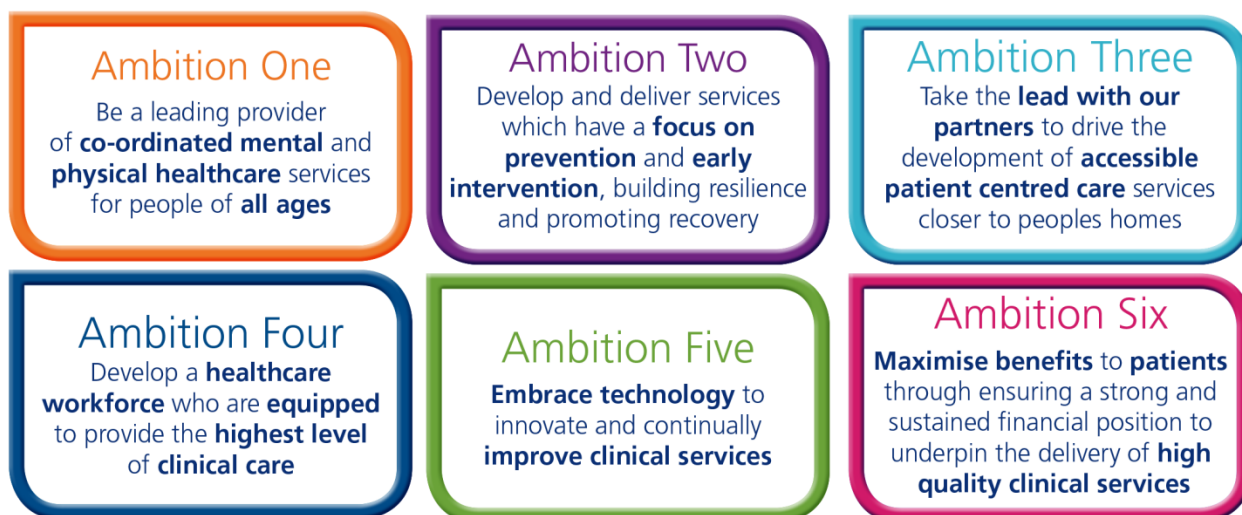 Ambition One
Be a leading provider
of co-ordinated mental and
physical healthcare services
for people of all ages
Ambition Two
Develop and deliver services
which have a focus on
prevention and early
intervention, building resilience
and promoting recovery
Ambition Three
Take the lead with our
partners to drive the
development of accessible
patient centred care services
closer to peoples homes
Ambition Four
Develop a healthcare
workforce who are equipped
to provide the highest level
of clinical care
Ambition Five
Embrace technology to
innovate and continually
improve clinical services
Ambition Six
Maximise benefits to patients
through ensuring a strong and
sustained financial position to
underpin the delivery of high
quality clinical services